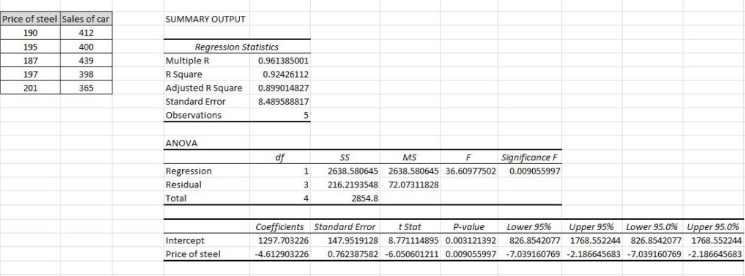 SUMMARY OUTPUT
Price of steel Sales of car
190 412
195 400
187 439
197 398
201 365
Regression Statistics
Multiple R 0.961385001
R Square 0.92426112
Adjusted R Square 0.899014827
Standard Error 8.489588817
Observations 5
ANOVA
df SS MS F Significance F
Regression 1 2638.580645 2638.580645 36.60977502 0.009055997
Residual 3 216.2193548 72.07311828
Total 4 2854.8
Coefficients Standard Error t Stat P-value Lower 95% Upper 95% Lower 95.0% Upper 95.0%
Intercept 1297.703226 147.9519128 8.771114895 0.003121392 826.8542077 1768.552244 826.8542077 1768.552244
Price of steel -4.612903226 0.762387582 -6.050601211 0.009055997 -7.039160769 -2.186645683 -7.039160769 -2.186645683